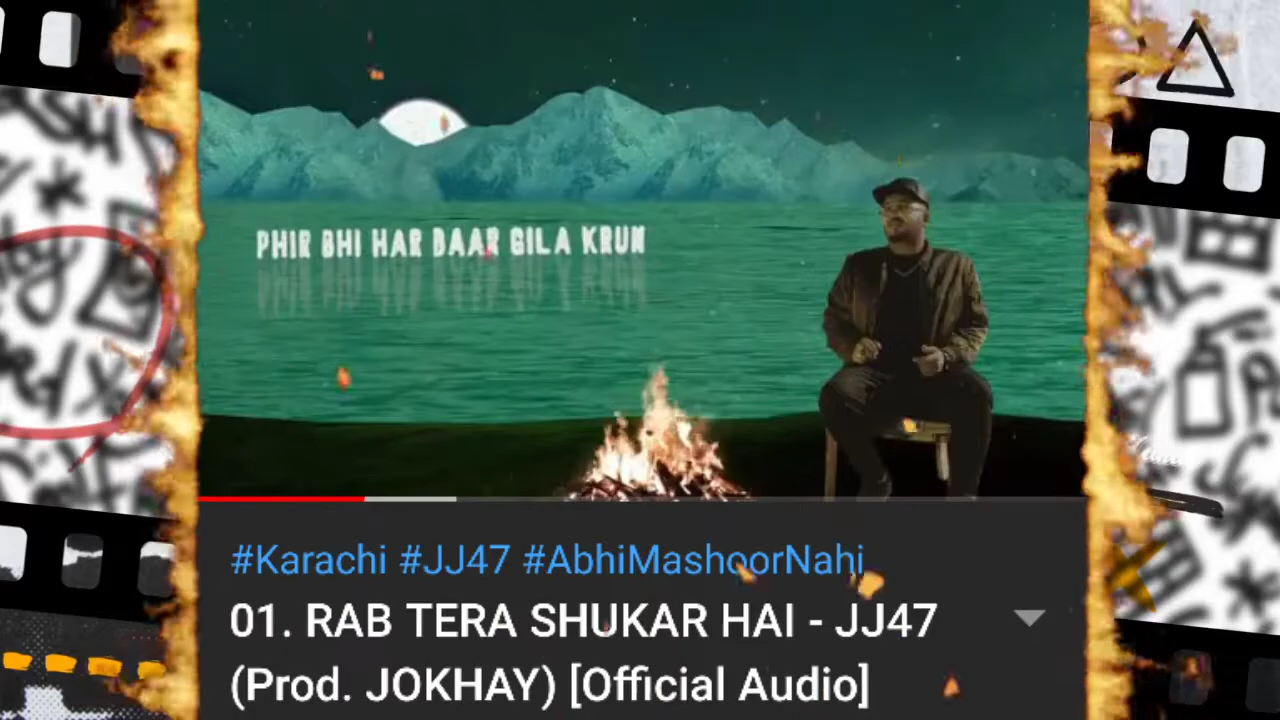 PHIR BHI HAR BAAR GILA KRUN
#Karachi #JJ47 #AbhiMashoorNahi
01. RAB TERA SHUKAR HAI - JJ47
(Prod. JOKHAY) [Official Audio]